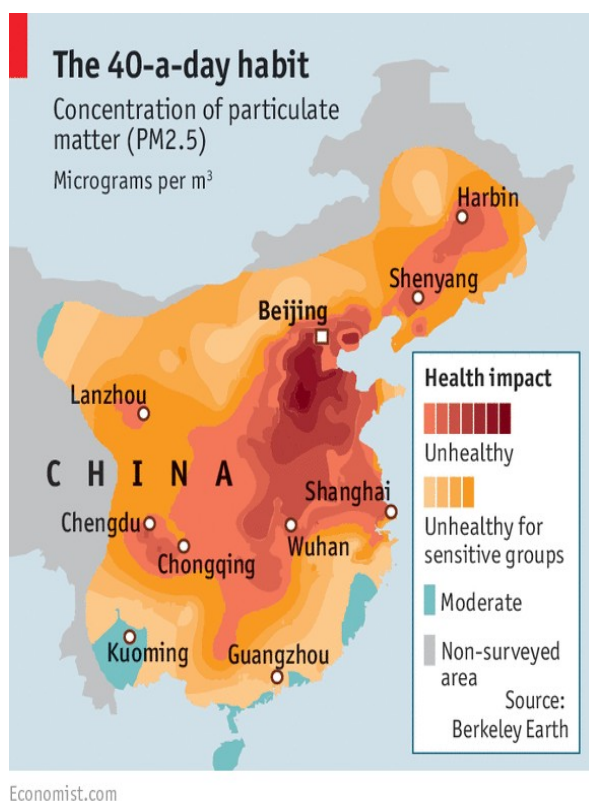 The 40-a-day habit
Concentration of particulate
matter (PM2.5)
Micrograms per m³
Harbin
Shenyang
Beijing
Lanzhou
CHINA
Shanghai
Chengdu
Wuhan
Chongqing
Kuoming
Guangzhou
Health impact
Unhealthy
Unhealthy for
sensitive groups
Moderate
Non-surveyed
area
Source:
Berkeley Earth
Economist.com